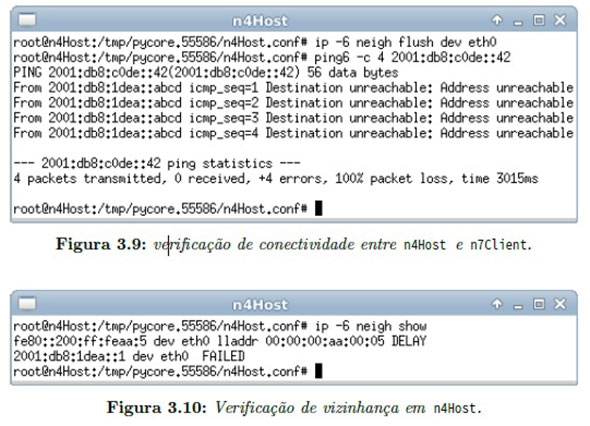 n4Host
root@n4Host:/tmp/pycore.55586/n4Host.conf# ip -6 neigh flush dev eth0
root@n4Host:/tmp/pycore.55586/n4Host.conf# ping6 -c 4 2001:db8:c0de::42
PING 2001:db8:c0de::42(2001:db8:c0de::42) 56 data bytes
From 2001:db8:1dea::abcd icmp_seq=1 Destination unreachable: Address unreachable
From 2001:db8:1dea::abcd icmp_seq=2 Destination unreachable: Address unreachable
From 2001:db8:1dea::abcd icmp_seq=3 Destination unreachable: Address unreachable
From 2001:db8:1dea::abcd icmp_seq=4 Destination unreachable: Address unreachable
--- 2001:db8:c0de::42 ping statistics ---
4 packets transmitted, 0 received, +4 errors, 100% packet loss, time 3015ms
root@n4Host:/tmp/pycore.55586/n4Host.conf#
Figura 3.9: verificação de conectividade entre n4Host e n7Client.
n4Host
root@n4Host:/tmp/pycore.55586/n4Host.conf# ip -6 neigh show
fe80::200:ff:feaa:5 dev eth0 lladdr 00:00:00:aa:00:05 DELAY
2001:db8:1dea::1 dev eth0  FAILED
root@n4Host:/tmp/pycore.55586/n4Host.conf#
Figura 3.10: Verificação de vizinhança em n4Host.